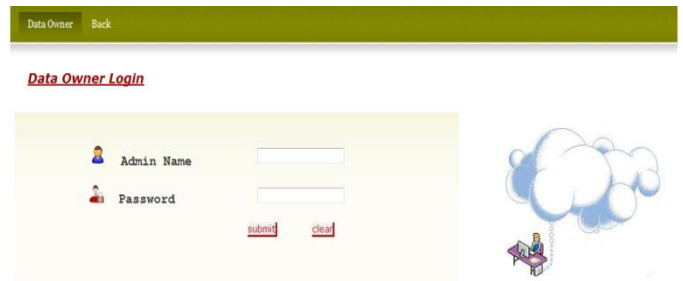 Data Owner Back
Data Owner Login
Admin Name
Password
submit clear